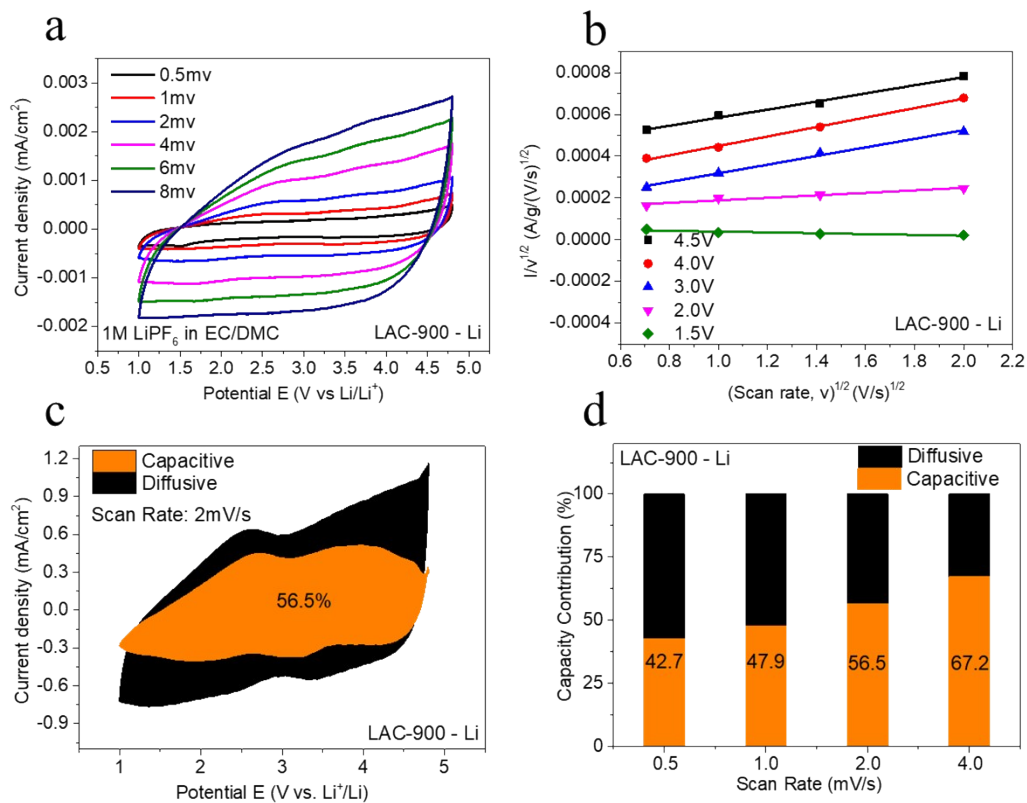 a
0.003
0.002
0.001
0.000
-0.001
-0.002
Current density (mA/cm²)
0.5mv
1mv
2mv
4mv
6mv
8mv
1M LiPF₆ in EC/DMC
LAC-900 - Li
0.5 1.0 1.5 2.0 2.5 3.0 3.5 4.0 4.5 5.0
Potential E (V vs Li/Li⁺)
b
0.0008
0.0006
0.0004
0.0002
0.0000
-0.0002
-0.0004
I/v^1/2 (A/g/(V/s)^1/2)
4.5V
4.0V
3.0V
2.0V
1.5V
LAC-900 - Li
0.6 0.8 1.0 1.2 1.4 1.6 1.8 2.0 2.2
(Scan rate, v)^1/2 (V/s)^1/2
c
1.2
0.9
0.6
0.3
0.0
-0.3
-0.6
-0.9
Current density (mA/cm²)
Capacitive
Diffusive
Scan Rate: 2mV/s
56.5%
LAC-900 - Li
1 2 3 4 5
Potential E (V vs. Li⁺/Li)
d
LAC-900 - Li
Diffusive
Capacitive
100
75
50
25
0
Capacity Contribution (%)
42.7 47.9 56.5 67.2
0.5 1.0 2.0 4.0
Scan Rate (mV/s)